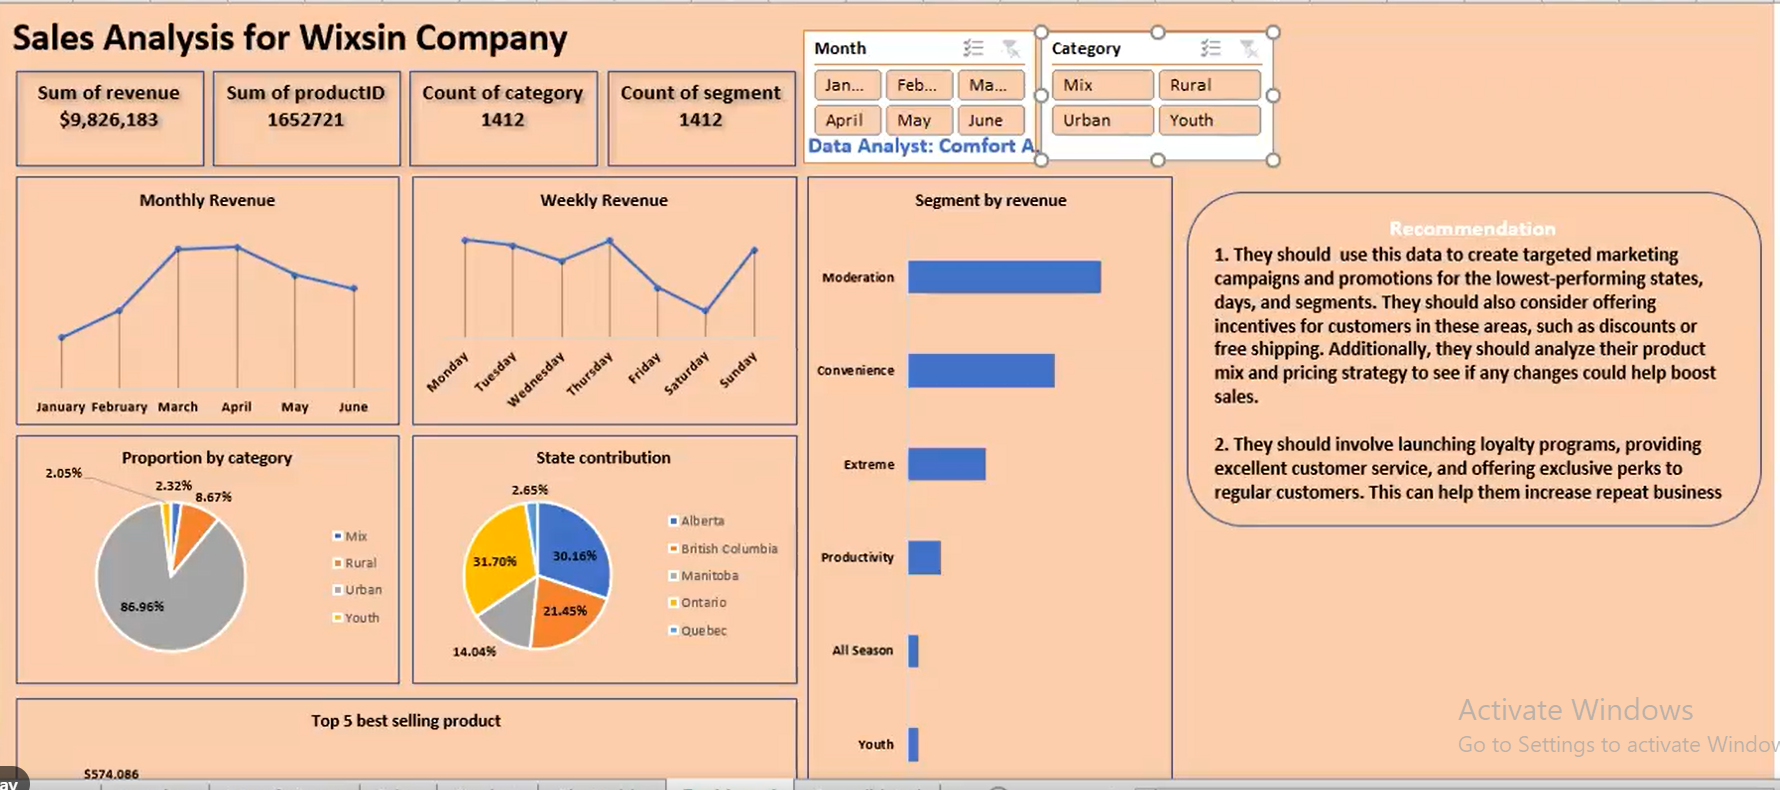 Sales Analysis for Wixsin Company
Sum of revenue
$9,826,183
Sum of productID
1652721
Count of category
1412
Count of segment
1412
Month
Jan...
Feb...
Ma...
April
May
June
Data Analyst: Comfort A.
Category
Mix
Rural
Urban
Youth
Monthly Revenue
January
February
March
April
May
June
Weekly Revenue
Monday
Tuesday
Wednesday
Thursday
Friday
Saturday
Sunday
Segment by revenue
Moderation
Convenience
Extreme
Productivity
All Season
Youth
Recommendation
1. They should use this data to create targeted marketing
campaigns and promotions for the lowest-performing states,
days, and segments. They should also consider offering
incentives for customers in these areas, such as discounts or
free shipping. Additionally, they should analyze their product
mix and pricing strategy to see if any changes could help boost
sales.
2. They should involve launching loyalty programs, providing
excellent customer service, and offering exclusive perks to
regular customers. This can help them increase repeat business
Proportion by category
2.05%
2.32%
8.67%
86.96%
Mix
Rural
Urban
Youth
State contribution
2.65%
30.16%
31.70%
21.45%
14.04%
Alberta
British Columbia
Manitoba
Ontario
Quebec
Top 5 best selling product
$574,086
Activate Windows
Go to Settings to activate Window
ay